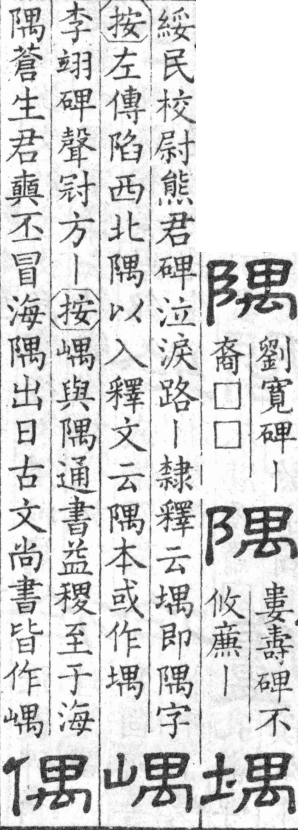 隅
劉寬碑丨
裔□□
隅
婁壽碑不
攸廉丨
堣
綏民校尉熊君碑泣淚路丨隸釋云堣即隅字
按左傳陷西北隅以入釋文云隅本或作堣
嵎
李翊碑聲冠方丨按嵎與隅通書益稷至于海
隅蒼生君奭丕冒海隅出日古文尚書皆作嵎
偶